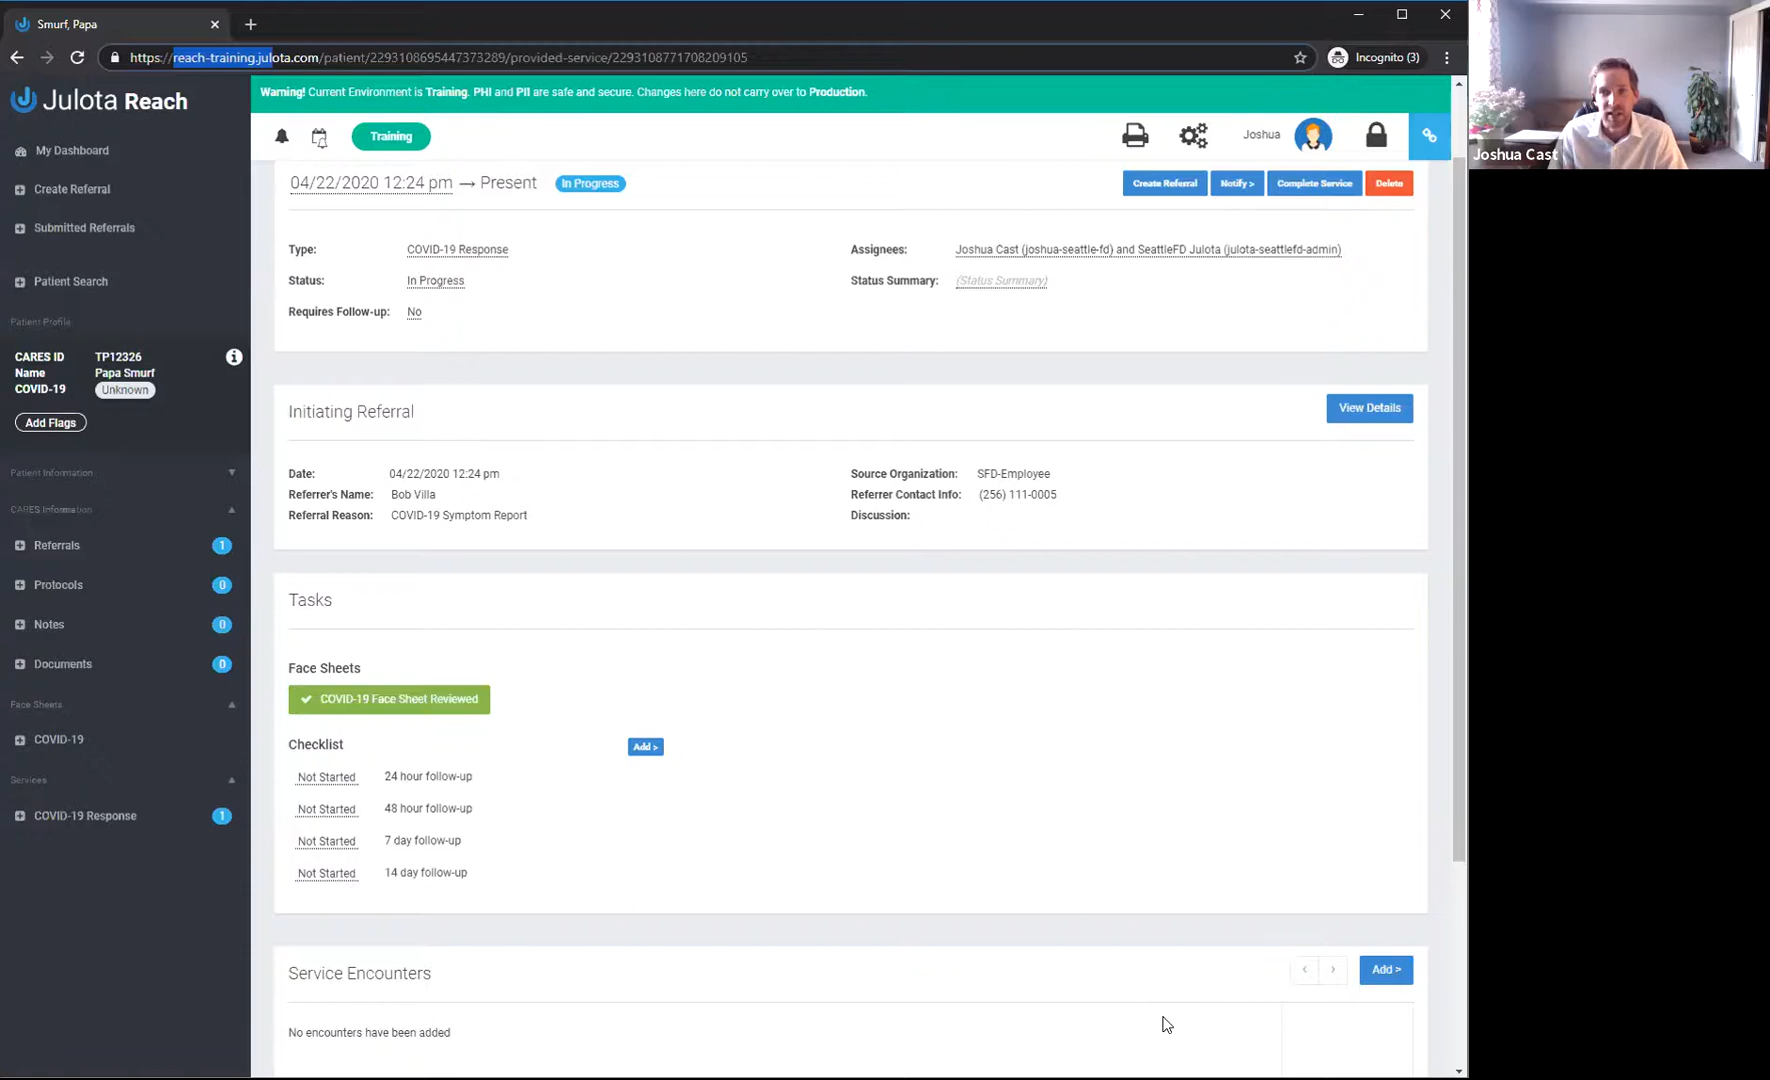 Smurf, Papa
https://reach-training.julota.com/patient/2293108695447373289/provided-service/2293108771708209105
Incognito (3)
Julota Reach
Warning! Current Environment is Training. PHI and PII are safe and secure. Changes here do not carry over to Production.
Training
Joshua
Joshua Cast
My Dashboard
Create Referral
Submitted Referrals
Patient Search
Patient Profile
CARES ID TP12326
Name Papa Smurf
COVID-19 Unknown
Add Flags
Patient Information
CARES Information
Referrals 1
Protocols 0
Notes 0
Documents 0
Face Sheets
COVID-19
Services
COVID-19 Response 1
04/22/2020 12:24 pm → Present In Progress
Create Referral Notify > Complete Service Delete
Type: COVID-19 Response
Assignees: Joshua Cast (joshua-seattle-fd) and SeattleFD Julota (julota-seattlefd-admin)
Status: In Progress
Status Summary: (Status Summary)
Requires Follow-up: No
Initiating Referral
View Details
Date: 04/22/2020 12:24 pm
Source Organization: SFD-Employee
Referrer's Name: Bob Villa
Referrer Contact Info: (256) 111-0005
Referral Reason: COVID-19 Symptom Report
Discussion:
Tasks
Face Sheets
COVID-19 Face Sheet Reviewed
Checklist Add >
Not Started 24 hour follow-up
Not Started 48 hour follow-up
Not Started 7 day follow-up
Not Started 14 day follow-up
Service Encounters
Add >
No encounters have been added